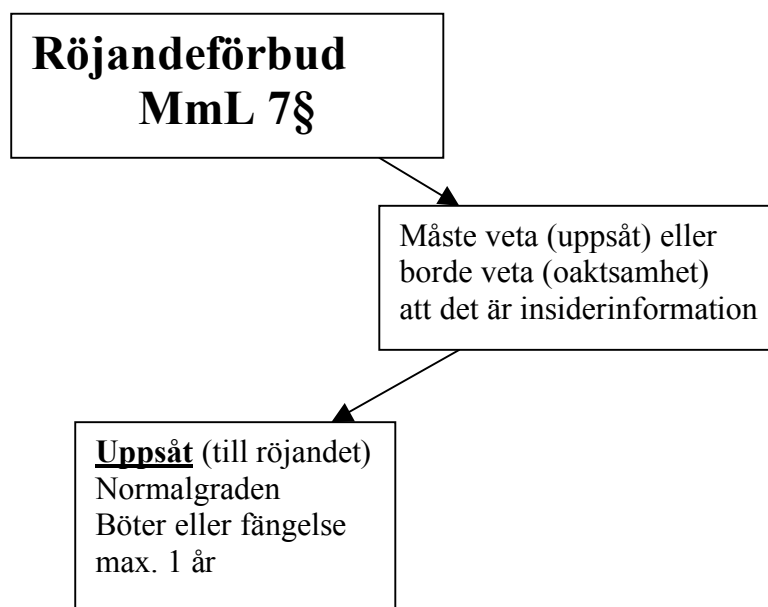 Röjandeförbud
MmL 7§
Måste veta (uppsåt) eller
borde veta (oaktsamhet)
att det är insiderinformation
Uppsåt (till röjandet)
Normalgraden
Böter eller fängelse
max. 1 år